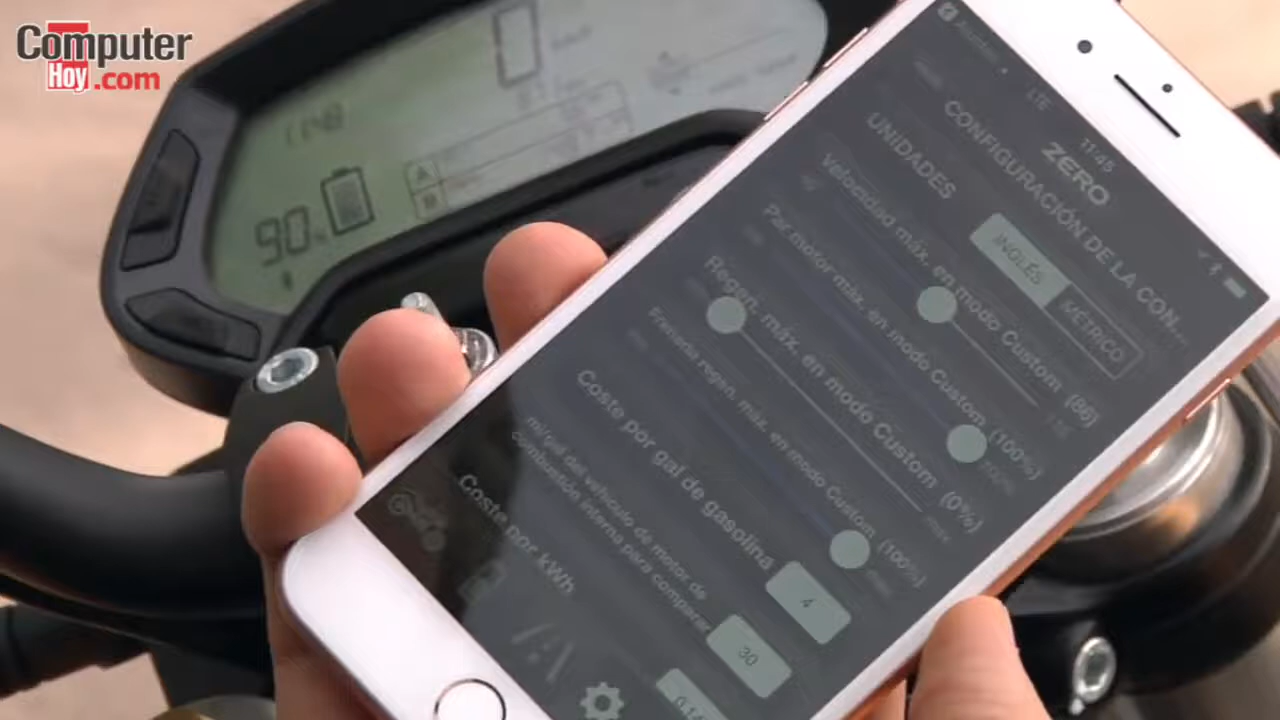 Computer
Hoy.com
90%
A
B
LTE
11:45
ZERO
CONFIGURACIÓN DE LA CON...
UNIDADES
INGLÉS
MÉTRICO
Velocidad máx. en modo Custom (86)
Par motor máx. en modo Custom (100%)
Regen. máx. en modo Custom (0%)
Frenada regen. máx. en modo Custom (100%)
Coste por gal de gasolina
4
mi/gal del vehículo de motor de
combustión interna para comparar
30
Coste por kWh